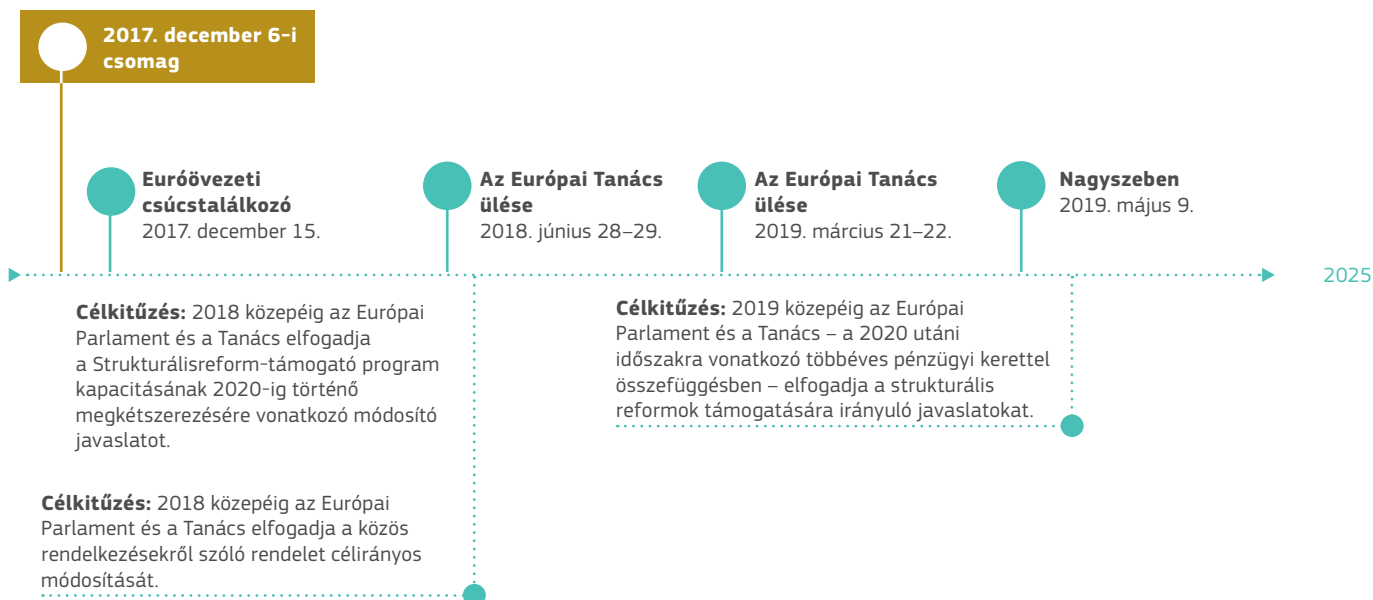 2017. december 6-i
csomag
Euróövezeti
csúcstalálkozó
2017. december 15.
Az Európai Tanács
ülése
2018. június 28–29.
Az Európai Tanács
ülése
2019. március 21–22.
Nagyszeben
2019. május 9.
2025
Célkitűzés: 2018 közepéig az Európai
Parlament és a Tanács elfogadja
a Strukturálisreform-támogató program
kapacitásának 2020-ig történő
megkétszerezésére vonatkozó módosító
javaslatot.
Célkitűzés: 2019 közepéig az Európai
Parlament és a Tanács – a 2020 utáni
időszakra vonatkozó többéves pénzügyi kerettel
összefüggésben – elfogadja a strukturális
reformok támogatására irányuló javaslatokat.
Célkitűzés: 2018 közepéig az Európai
Parlament és a Tanács elfogadja a közös
rendelkezésekről szóló rendelet célirányos
módosítását.